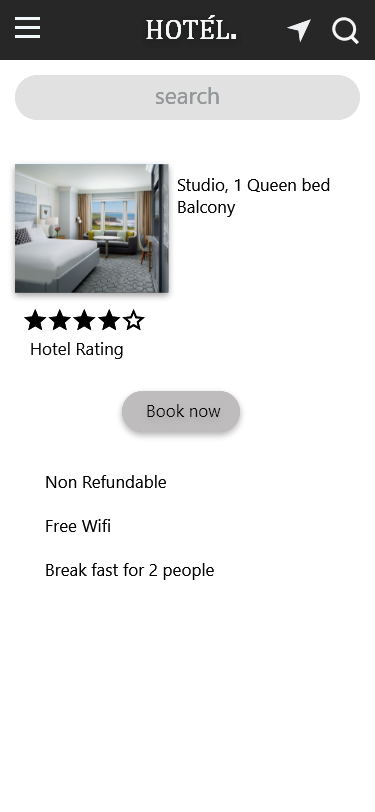 HOTÉL.
search
Studio, 1 Queen bed
Balcony
Hotel Rating
Book now
Non Refundable
Free Wifi
Break fast for 2 people